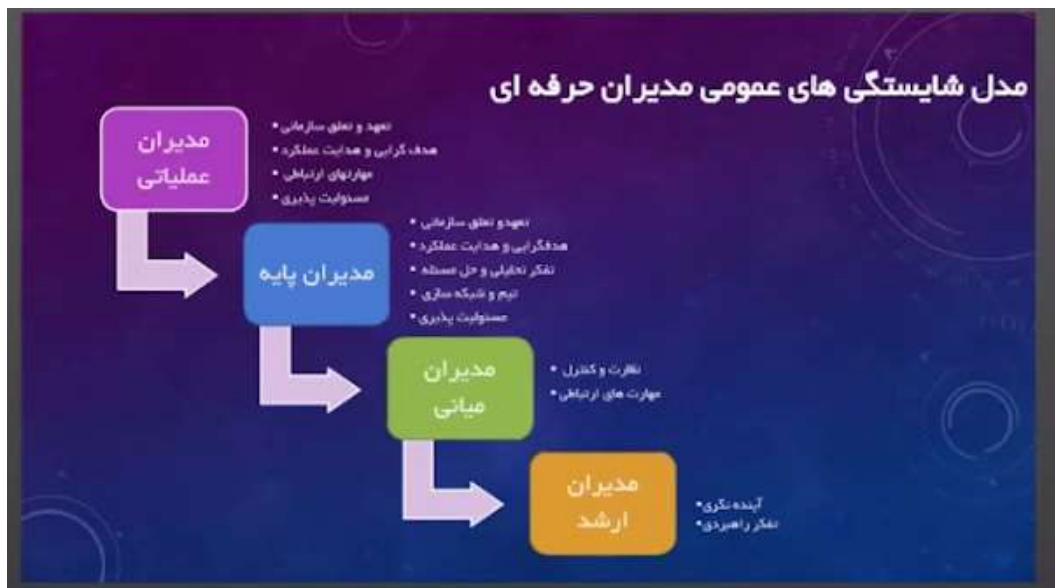 مدل شایستگی های عمومی مدیران حرفه ای
مدیران
عملیاتی
• تعهد و تعلق سازمانی
• هدف گرایی و هدایت عملکرد
• مهارتهای ارتباطی
• مسئولیت پذیری
مدیران پایه
• تعهدو تعلق سازمانی
• هدفگرایی و هدایت عملکرد
• تفکر تحلیلی و حل مسئله
• تیم و شبکه سازی
• مسئولیت پذیری
مدیران
میانی
• نظارت و کنترل
• مهارت های ارتباطی
مدیران
ارشد
• آینده نگری
• تفکر راهبردی